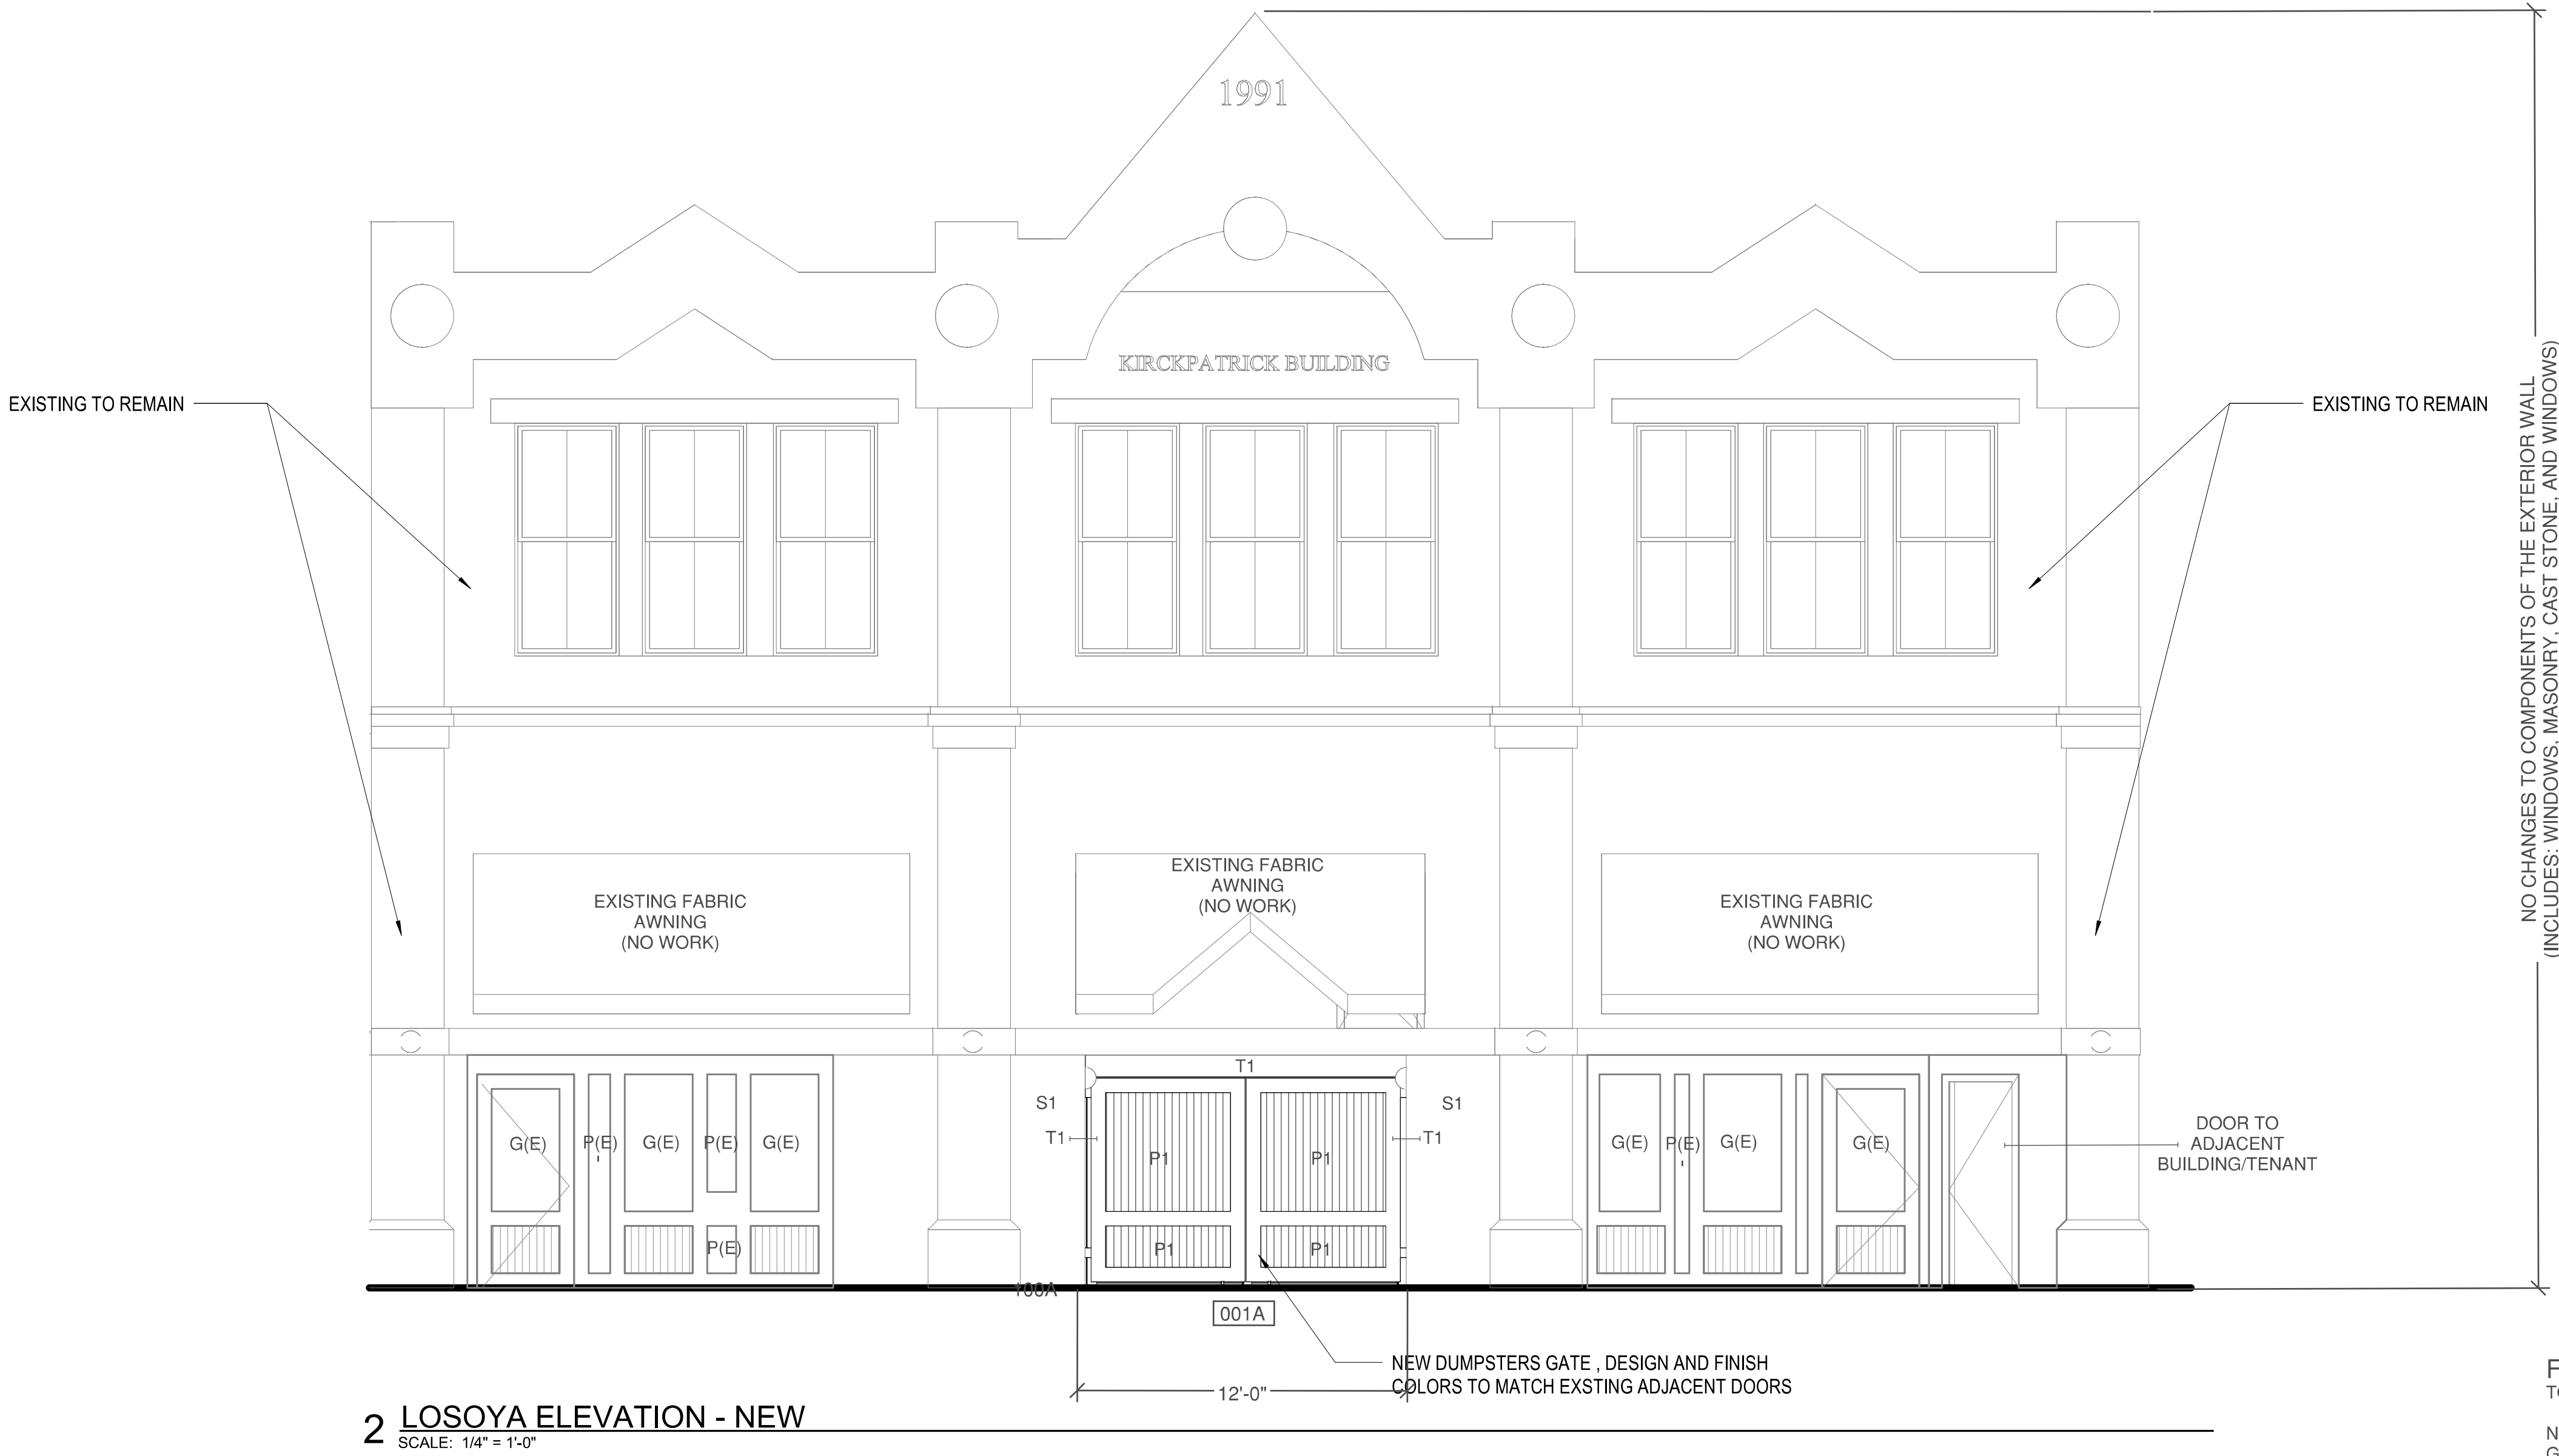 1991
KIRCKPATRICK BUILDING
EXISTING TO REMAIN
EXISTING TO REMAIN
NO CHANGES TO COMPONENTS OF THE EXTERIOR WALL
(INCLUDES: WINDOWS, MASONRY, CAST STONE, AND WINDOWS)
EXISTING FABRIC
AWNING
(NO WORK)
EXISTING FABRIC
AWNING
(NO WORK)
EXISTING FABRIC
AWNING
(NO WORK)
T1
S1
S1
T1
T1
G(E)
P(E)
G(E)
P(E)
G(E)
P(E)
P1
P1
P1
P1
G(E)
P(E)
G(E)
G(E)
DOOR TO
ADJACENT
BUILDING/TENANT
100A
001A
12'-0"
NEW DUMPSTERS GATE , DESIGN AND FINISH
COLORS TO MATCH EXSTING ADJACENT DOORS
2 LOSOYA ELEVATION - NEW
SCALE: 1/4" = 1'-0"